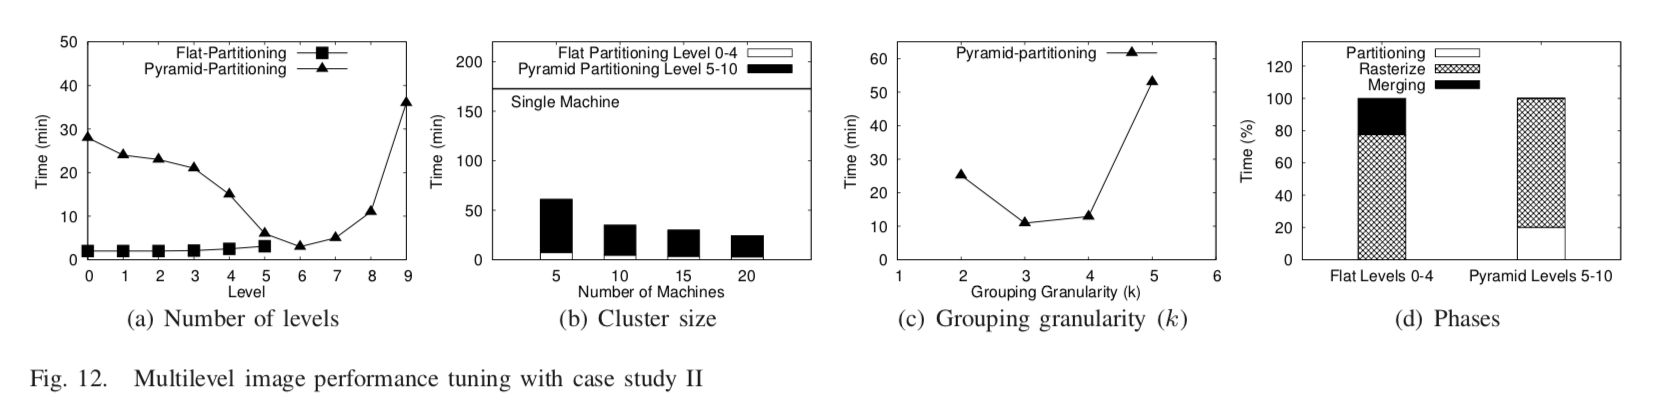 50
40
30
20
10
0
Time (min)
Flat-Partitioning
Pyramid-Partitioning
0 1 2 3 4 5 6 7 8 9
Level
(a) Number of levels
200
150
100
50
0
Time (min)
Flat Partitioning Level 0-4
Pyramid Partitioning Level 5-10
Single Machine
5 10 15 20
Number of Machines
(b) Cluster size
60
50
40
30
20
10
0
Time (min)
Pyramid-partitioning
1 2 3 4 5 6
Grouping Granularity (k)
(c) Grouping granularity (k)
120
100
80
60
40
20
0
Time (%)
Partitioning
Rasterize
Merging
Flat Levels 0-4 Pyramid Levels 5-10
(d) Phases
Fig. 12. Multilevel image performance tuning with case study II